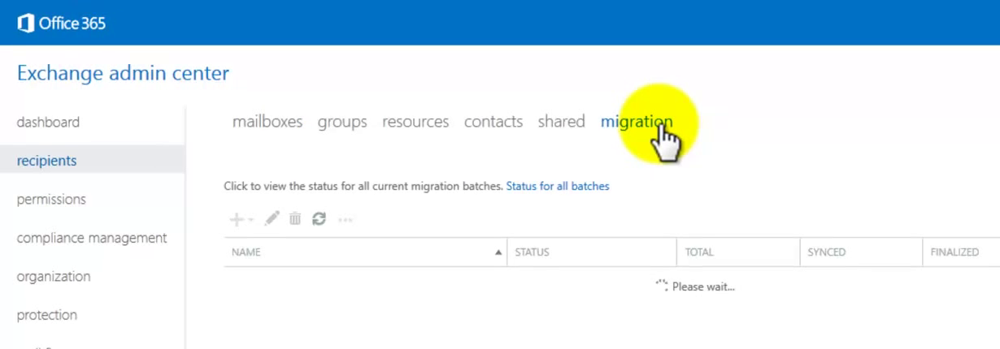 Office 365
Exchange admin center
dashboard
recipients
permissions
compliance management
organization
protection
mailboxes groups resources contacts shared migration
Click to view the status for all current migration batches. Status for all batches
NAME STATUS TOTAL SYNCED FINALIZED
Please wait...